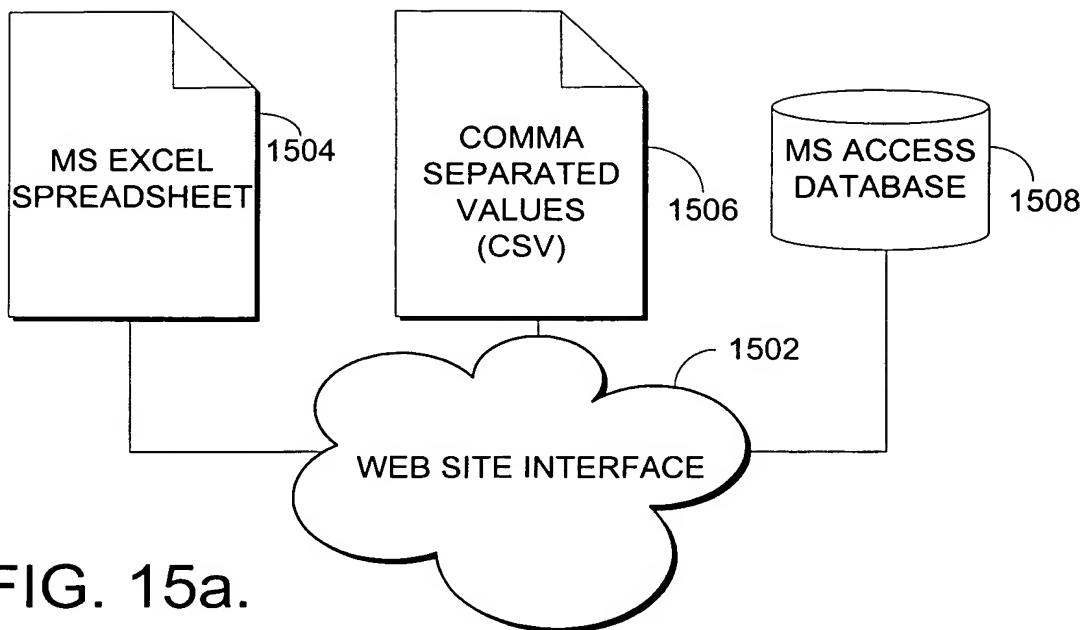 MS EXCEL
SPREADSHEET
1504
COMMA
SEPARATED
VALUES
(CSV)
1506
MS ACCESS
DATABASE
1508
1502
WEB SITE INTERFACE
FIG. 15a.